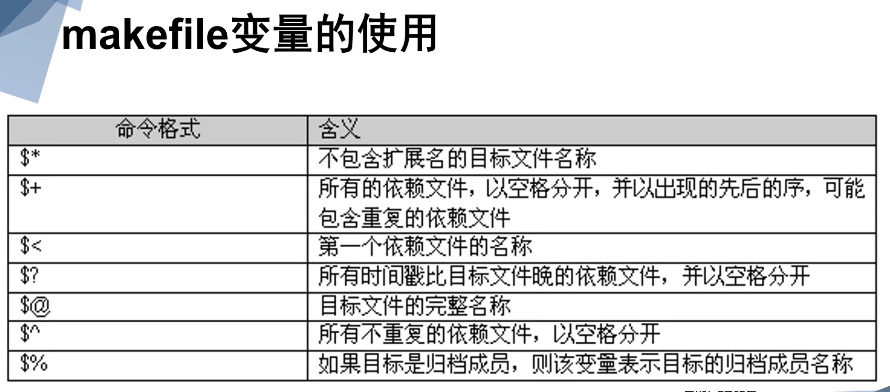 makefile变量的使用
命令格式 含义
$* 不包含扩展名的目标文件名称
$+ 所有的依赖文件，以空格分开，并以出现的先后的序，可能
包含重复的依赖文件
$< 第一个依赖文件的名称
$? 所有时间戳比目标文件晚的依赖文件，并以空格分开
$@ 目标文件的完整名称
$^ 所有不重复的依赖文件，以空格分开
$% 如果目标是归档成员，则该变量表示目标的归档成员名称